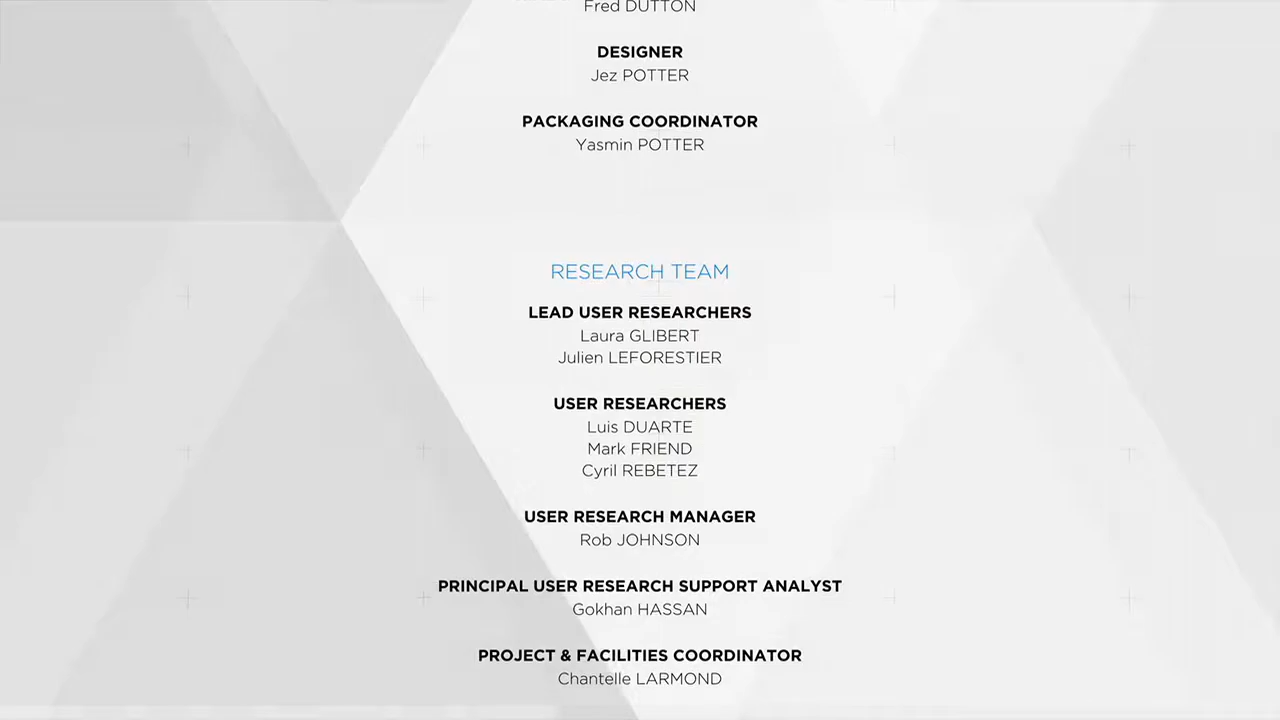 Fred DUTTON
DESIGNER
Jez POTTER
PACKAGING COORDINATOR
Yasmin POTTER
RESEARCH TEAM
LEAD USER RESEARCHERS
Laura GLIBERT
Julien LEFORESTIER
USER RESEARCHERS
Luis DUARTE
Mark FRIEND
Cyril REBETEZ
USER RESEARCH MANAGER
Rob JOHNSON
PRINCIPAL USER RESEARCH SUPPORT ANALYST
Gokhan HASSAN
PROJECT & FACILITIES COORDINATOR
Chantelle LARMOND